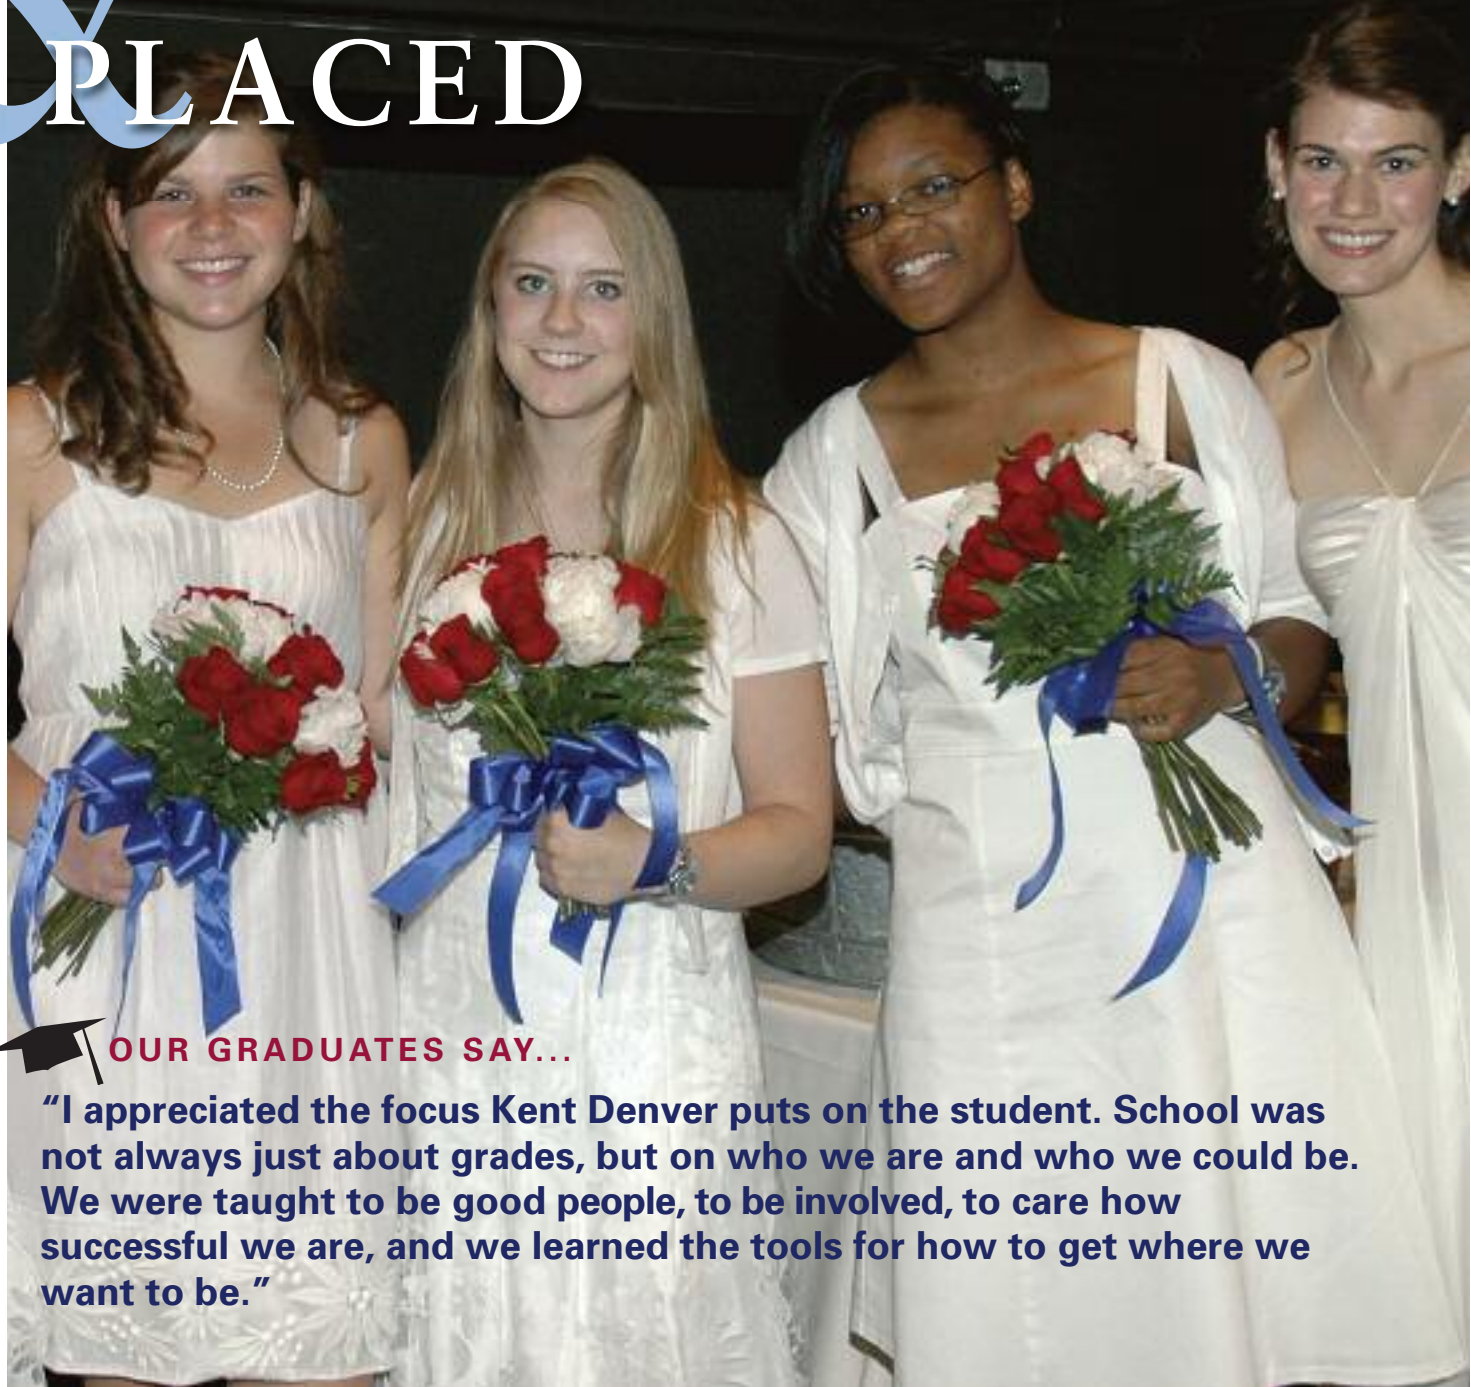 & PLACED
OUR GRADUATES SAY...
“I appreciated the focus Kent Denver puts on the student. School was
not always just about grades, but on who we are and who we could be.
We were taught to be good people, to be involved, to care how
successful we are, and we learned the tools for how to get where we
want to be.”